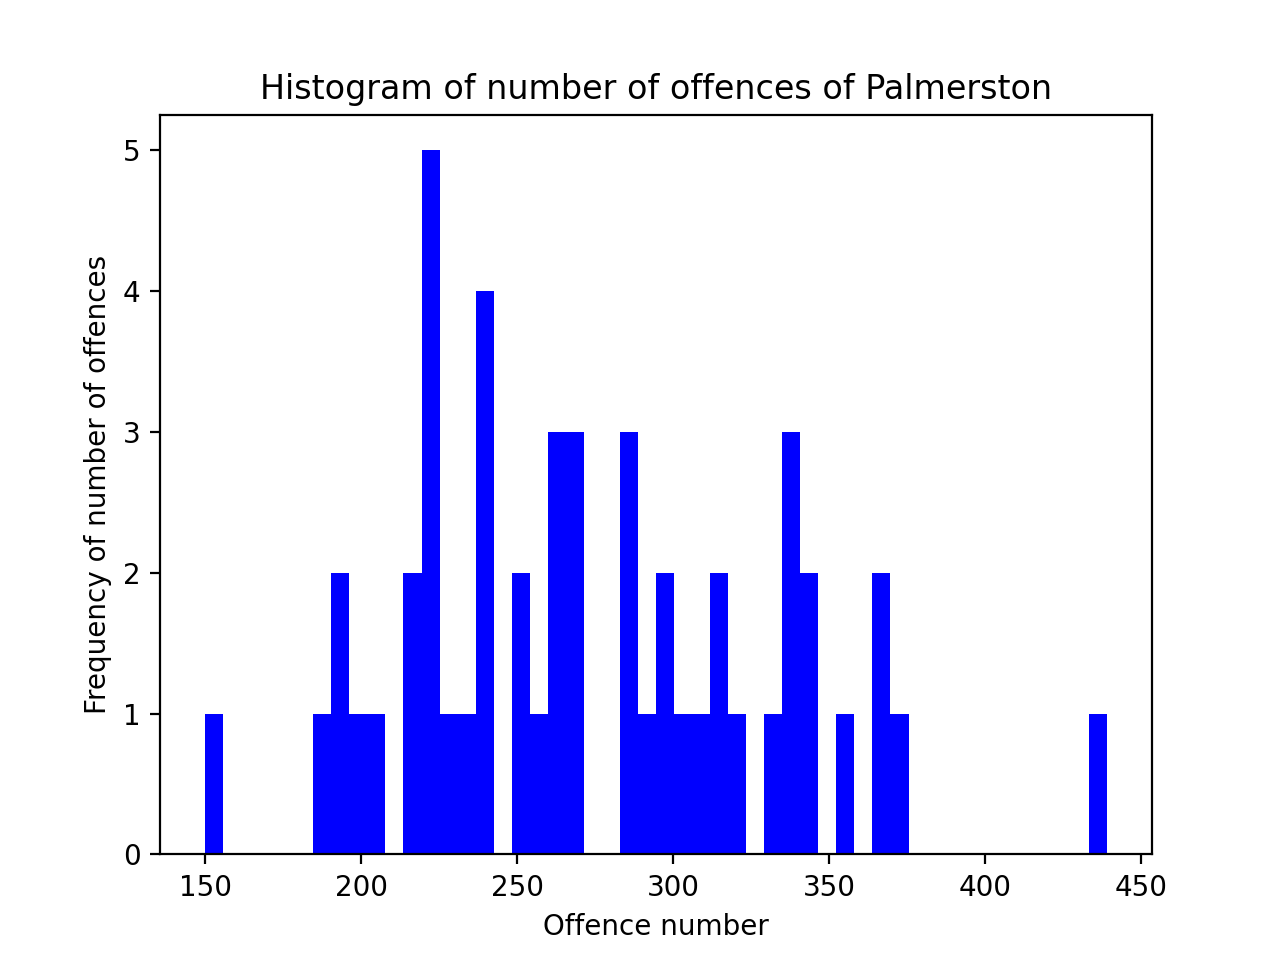 Histogram of number of offences of Palmerston
5
4
3
2
1
0
Frequency of number of offences
150 200 250 300 350 400 450
Offence number